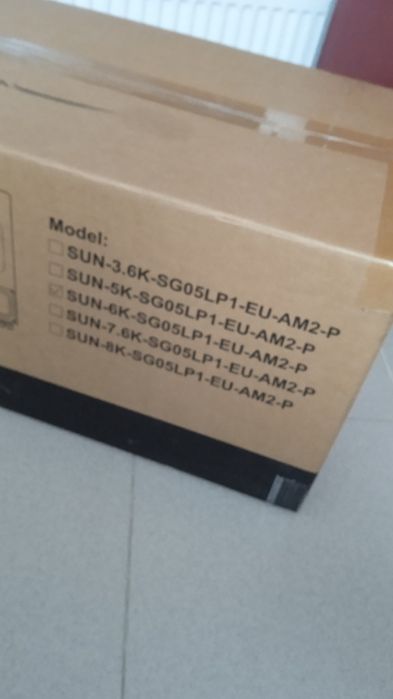 Model:
☐ SUN-3.6K-SG05LP1-EU-AM2-P
☐ SUN-5K-SG05LP1-EU-AM2-P
☑ SUN-6K-SG05LP1-EU-AM2-P
☐ SUN-7.6K-SG05LP1-EU-AM2-P
☐ SUN-8K-SG05LP1-EU-AM2-P